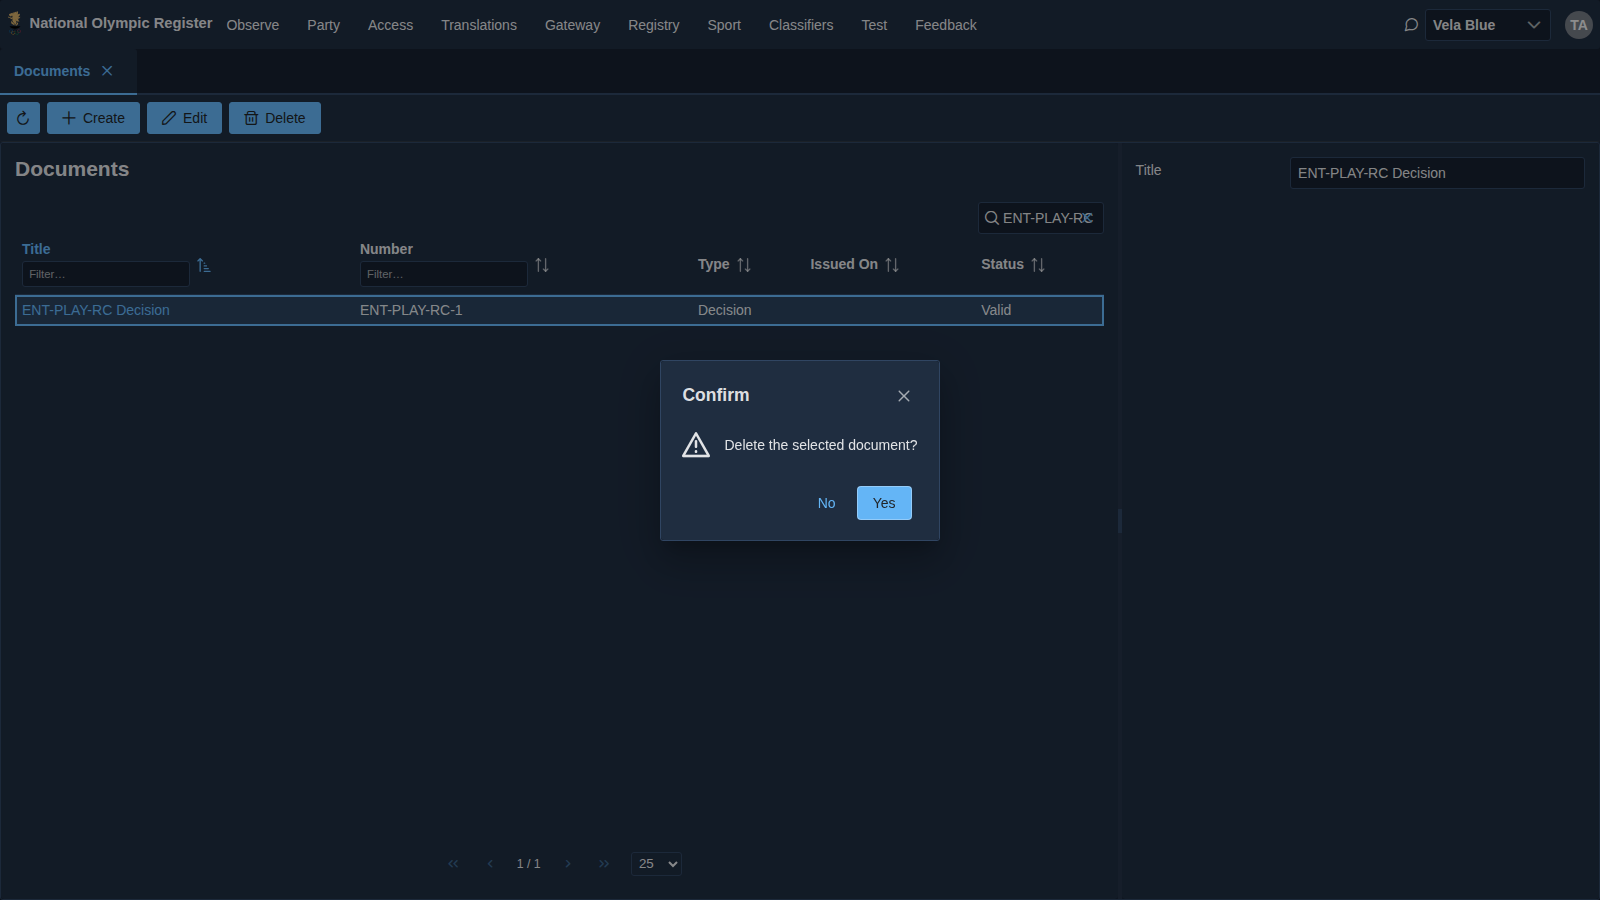 National Olympic Register
Observe
Party
Access
Translations
Gateway
Registry
Sport
Classifiers
Test
Feedback
Vela Blue
TA
Documents
Create
Edit
Delete
Documents
Title
ENT-PLAY-RC Decision
ENT-PLAY-RC
Title
Number
Type
Issued On
Status
Filter...
Filter...
ENT-PLAY-RC Decision
ENT-PLAY-RC-1
Decision
Valid
Confirm
Delete the selected document?
No
Yes
1 / 1
25